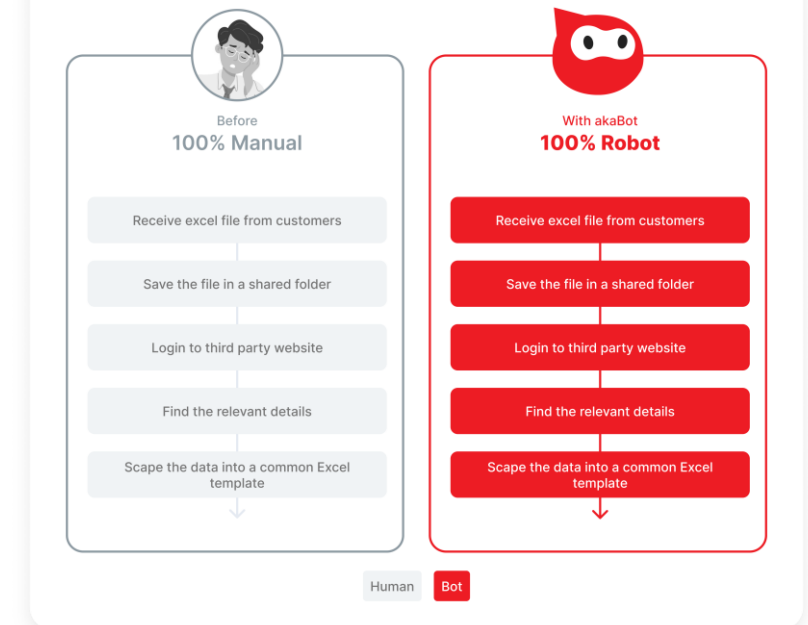 Before
100% Manual
Receive excel file from customers
Save the file in a shared folder
Login to third party website
Find the relevant details
Scape the data into a common Excel
template
With akaBot
100% Robot
Receive excel file from customers
Save the file in a shared folder
Login to third party website
Find the relevant details
Scape the data into a common Excel
template
Human
Bot